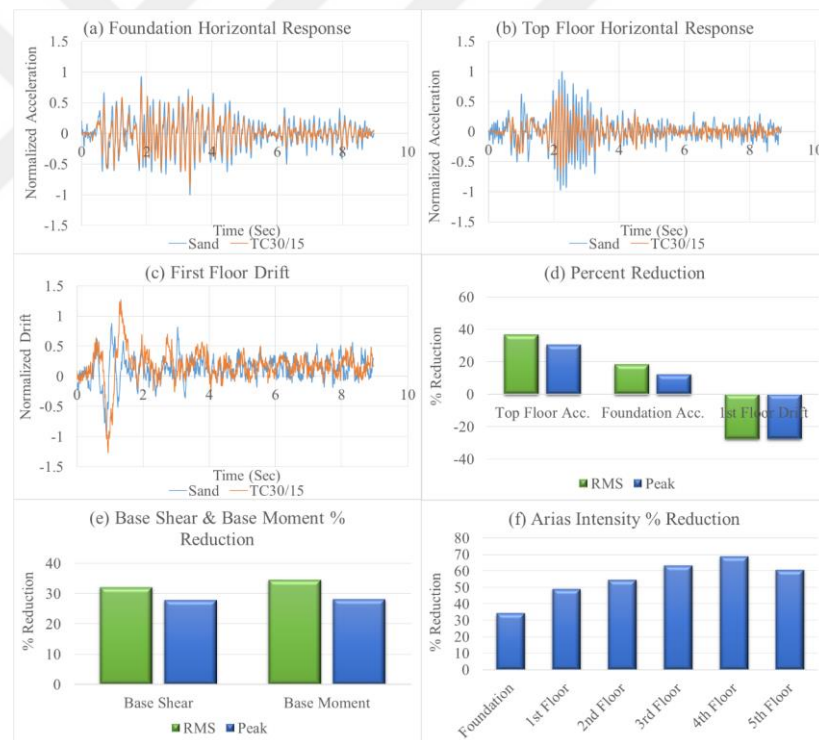 (a) Foundation Horizontal Response
1.5
1
0.5
0
-0.5
-1
-1.5
0
2
4
6
8
10
Normalized Acceleration
Time (Sec)
Sand
TC30/15
(b) Top Floor Horizontal Response
1.5
1
0.5
0
-0.5
-1
-1.5
0
2
4
6
8
10
Normalized Acceleration
Time (Sec)
Sand
TC30/15
(c) First Floor Drift
1.5
1
0.5
0
-0.5
-1
-1.5
0
2
4
6
8
10
Normalized Drift
Time (Sec)
Sand
TC30/15
(d) Percent Reduction
60
40
20
0
-20
-40
% Reduction
Top Floor Acc.
Foundation Acc.
1st Floor Drift
RMS
Peak
(e) Base Shear & Base Moment %
Reduction
40
30
20
10
0
% Reduction
Base Shear
Base Moment
RMS
Peak
(f) Arias Intensity % Reduction
80
70
60
50
40
30
20
10
0
% Reduction
Foundation
1st Floor
2nd Floor
3rd Floor
4th Floor
5th Floor